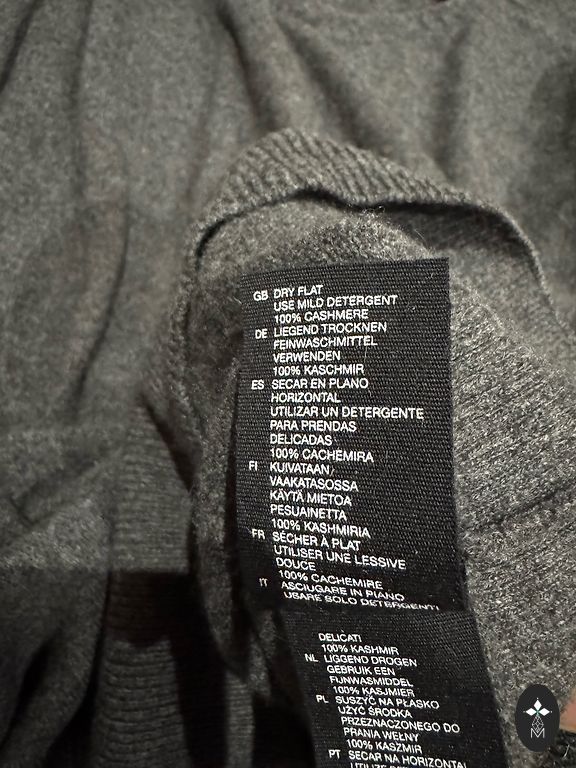 GB DRY FLAT
USE MILD DETERGENT
100% CASHMERE
DE LIEGEND TROCKNEN
FEINWASCHMITTEL
VERWENDEN
100% KASCHMIR
ES SECAR EN PLANO
HORIZONTAL
UTILIZAR UN DETERGENTE
PARA PRENDAS
DELICADAS
100% CACHEMIRA
FI KUIVATAAN
VAAKATASOSSA
KÄYTÄ MIETOA
PESUAINETTA
100% KASHMIRIA
FR SÉCHER À PLAT
UTILISER UNE LESSIVE
DOUCE
100% CACHEMIRE
IT ASCIUGARE IN PIANO
USARE SOLO DETERGENTI
DELICATI
100% KASHMIR
NL LIGGEND DROGEN
GEBRUIK EEN
FIJNWASMIDDEL
100% KASJMIER
PL SUSZYĆ NA PŁASKO
UŻYĆ ŚRODKA
PRZEZNACZONEGO DO
PRANIA WEŁNY
100% KASZMIR
PT SECAR NA HORIZONTAL
M